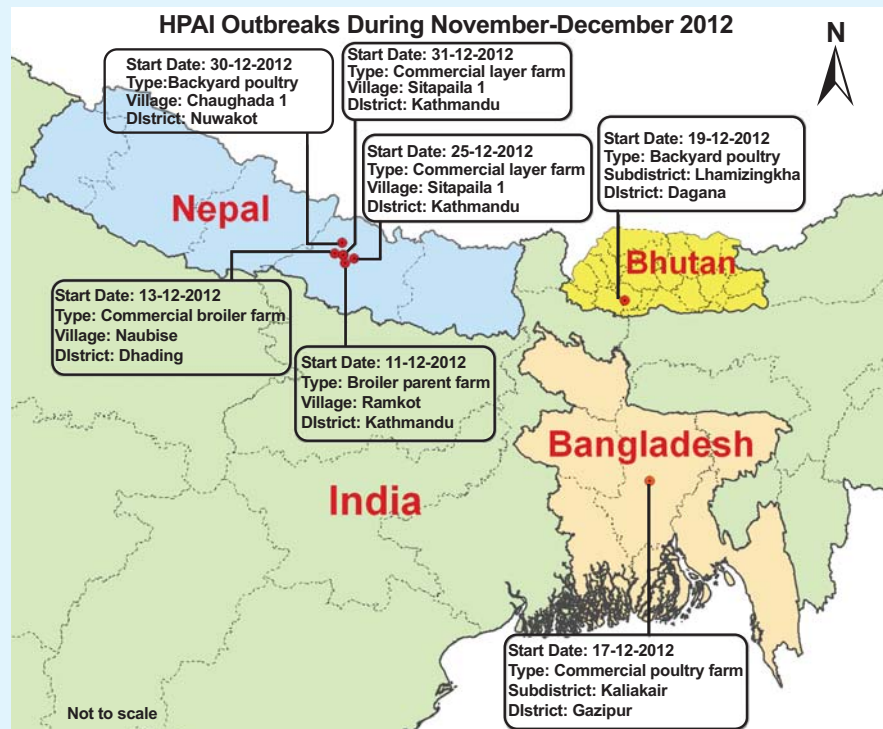 HPAI Outbreaks During November-December 2012
N
Start Date: 30-12-2012
Type:Backyard poultry
Village: Chaughada 1
DIstrict: Nuwakot
Start Date: 31-12-2012
Type: Commercial layer farm
Village: Sitapaila 1
DIstrict: Kathmandu
Start Date: 25-12-2012
Type: Commercial layer farm
Village: Sitapaila 1
DIstrict: Kathmandu
Start Date: 19-12-2012
Type: Backyard poultry
Subdistrict: Lhamizingkha
DIstrict: Dagana
Nepal
Bhutan
Start Date: 13-12-2012
Type: Commercial broiler farm
Village: Naubise
DIstrict: Dhading
Start Date: 11-12-2012
Type: Broiler parent farm
Village: Ramkot
DIstrict: Kathmandu
Bangladesh
India
Start Date: 17-12-2012
Type: Commercial poultry farm
Subdistrict: Kaliakair
DIstrict: Gazipur
Not to scale